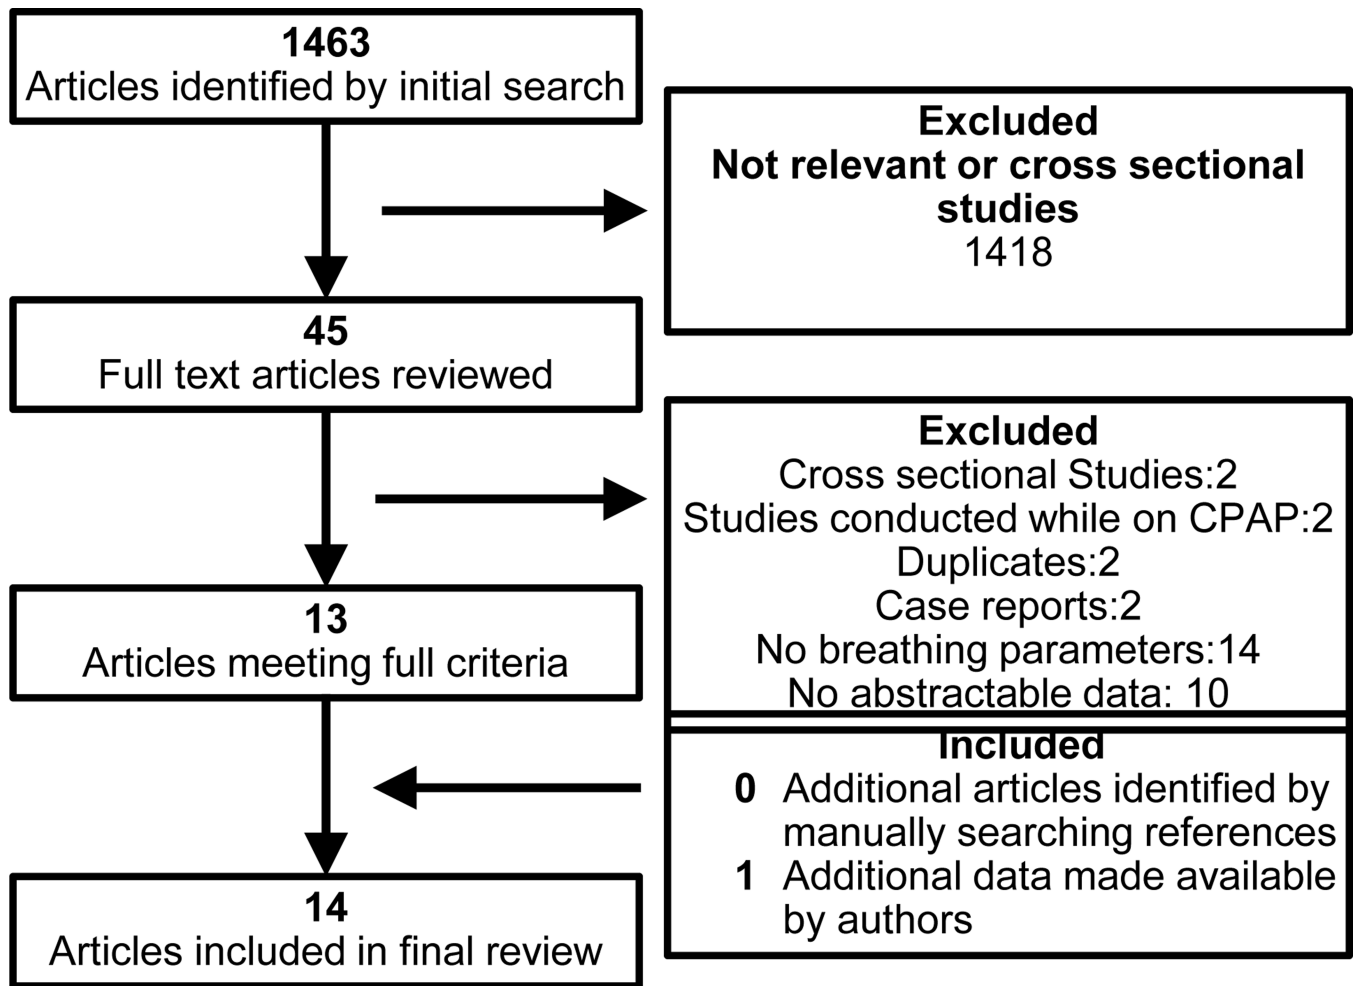 1463
Articles identified by initial search
Excluded
Not relevant or cross sectional
studies
1418
45
Full text articles reviewed
Excluded
Cross sectional Studies:2
Studies conducted while on CPAP:2
Duplicates:2
Case reports:2
No breathing parameters:14
No abstractable data: 10
13
Articles meeting full criteria
Included
0 Additional articles identified by
manually searching references
1 Additional data made available
by authors
14
Articles included in final review